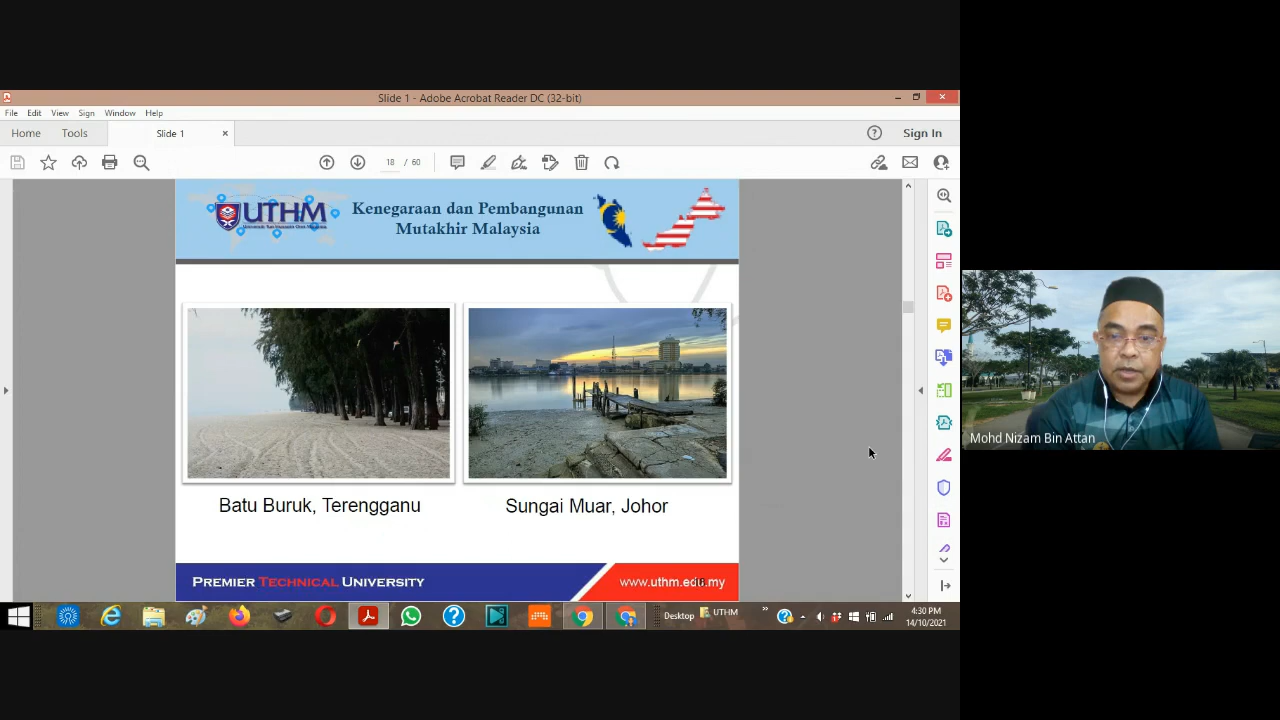 Slide 1 - Adobe Acrobat Reader DC (32-bit)
File Edit View Sign Window Help
Home Tools Slide 1 × Sign In
18 / 60
UTHM
Kenegaraan dan Pembangunan
Mutakhir Malaysia
Batu Buruk, Terengganu
Sungai Muar, Johor
PREMIER TECHNICAL UNIVERSITY
www.uthm.edu.my
Mohd Nizam Bin Attan
Desktop
UTHM
4:30 PM
14/10/2021